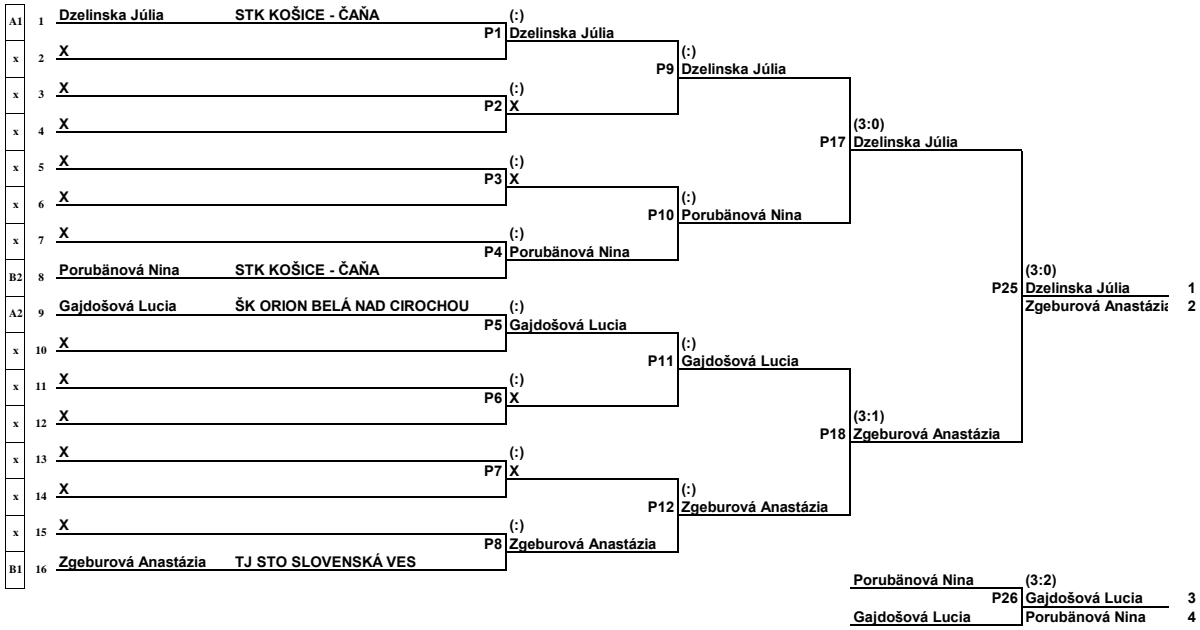 A1 1 Dzelinska Júlia STK KOŠICE - ČAŇA (:)
P1 Dzelinska Júlia
x 2 X (:)
P9 Dzelinska Júlia
x 3 X (:)
P2 X
x 4 X (3:0)
P17 Dzelinska Júlia
x 5 X (:)
P3 X
x 6 X (:)
P10 Porubänová Nina
x 7 X (:)
P4 Porubänová Nina
B2 8 Porubänová Nina STK KOŠICE - ČAŇA (3:0)
P25 Dzelinska Júlia 1
A2 9 Gajdošová Lucia ŠK ORION BELÁ NAD CIROCHOU (:) Zgeburová Anastázia 2
P5 Gajdošová Lucia
x 10 X (:)
P11 Gajdošová Lucia
x 11 X (:)
P6 X
x 12 X (3:1)
P18 Zgeburová Anastázia
x 13 X (:)
P7 X
x 14 X (:)
P12 Zgeburová Anastázia
x 15 X (:)
P8 Zgeburová Anastázia
B1 16 Zgeburová Anastázia TJ STO SLOVENSKÁ VES
Porubänová Nina (3:2)
P26 Gajdošová Lucia 3
Gajdošová Lucia Porubänová Nina 4